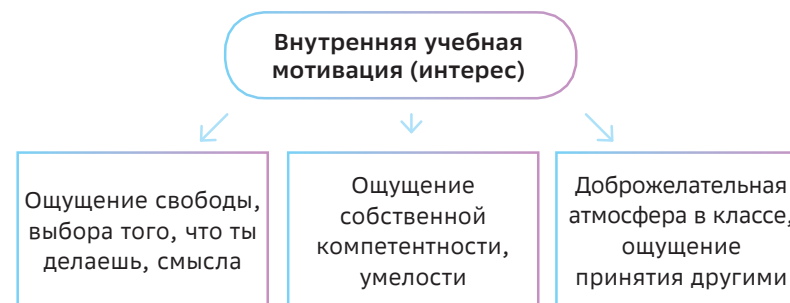 Внутренняя учебная
мотивация (интерес)
Ощущение свободы,
выбора того, что ты
делаешь, смысла
Ощущение
собственной
компетентности,
умелости
Доброжелательная
атмосфера в классе,
ощущение
принятия другими